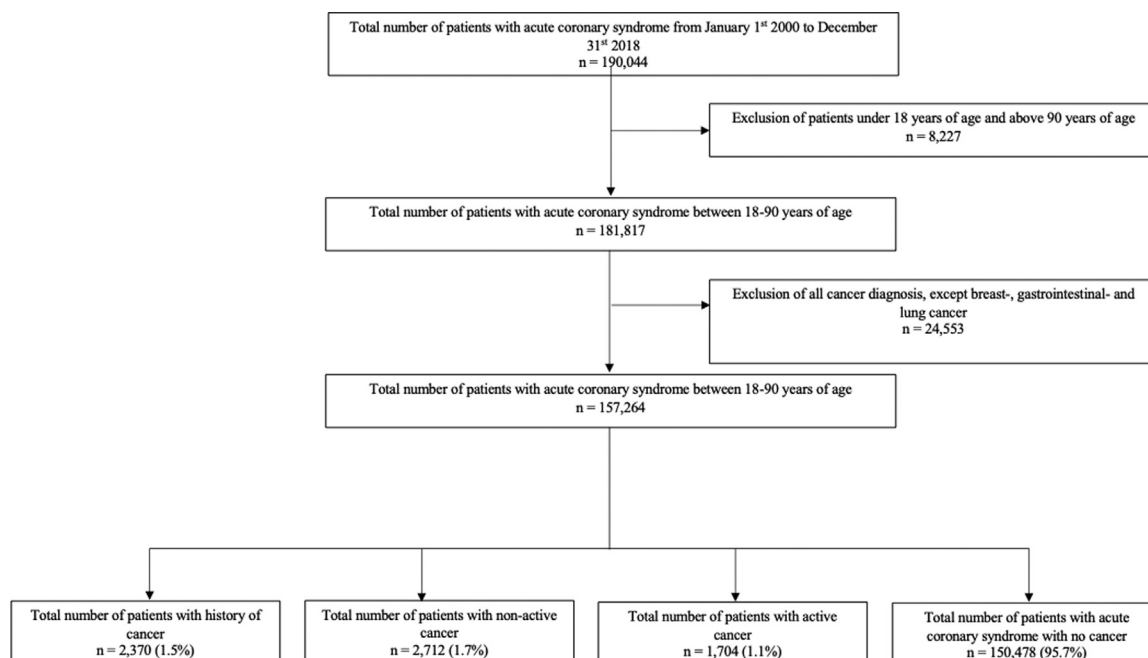 Total number of patients with acute coronary syndrome from January 1st 2000 to December
31st 2018
n = 190,044
Exclusion of patients under 18 years of age and above 90 years of age
n = 8,227
Total number of patients with acute coronary syndrome between 18-90 years of age
n = 181,817
Exclusion of all cancer diagnosis, except breast-, gastrointestinal- and
lung cancer
n = 24,553
Total number of patients with acute coronary syndrome between 18-90 years of age
n = 157,264
Total number of patients with history of
cancer
n = 2,370 (1.5%)
Total number of patients with non-active
cancer
n = 2,712 (1.7%)
Total number of patients with active
cancer
n = 1,704 (1.1%)
Total number of patients with acute
coronary syndrome with no cancer
n = 150,478 (95.7%)